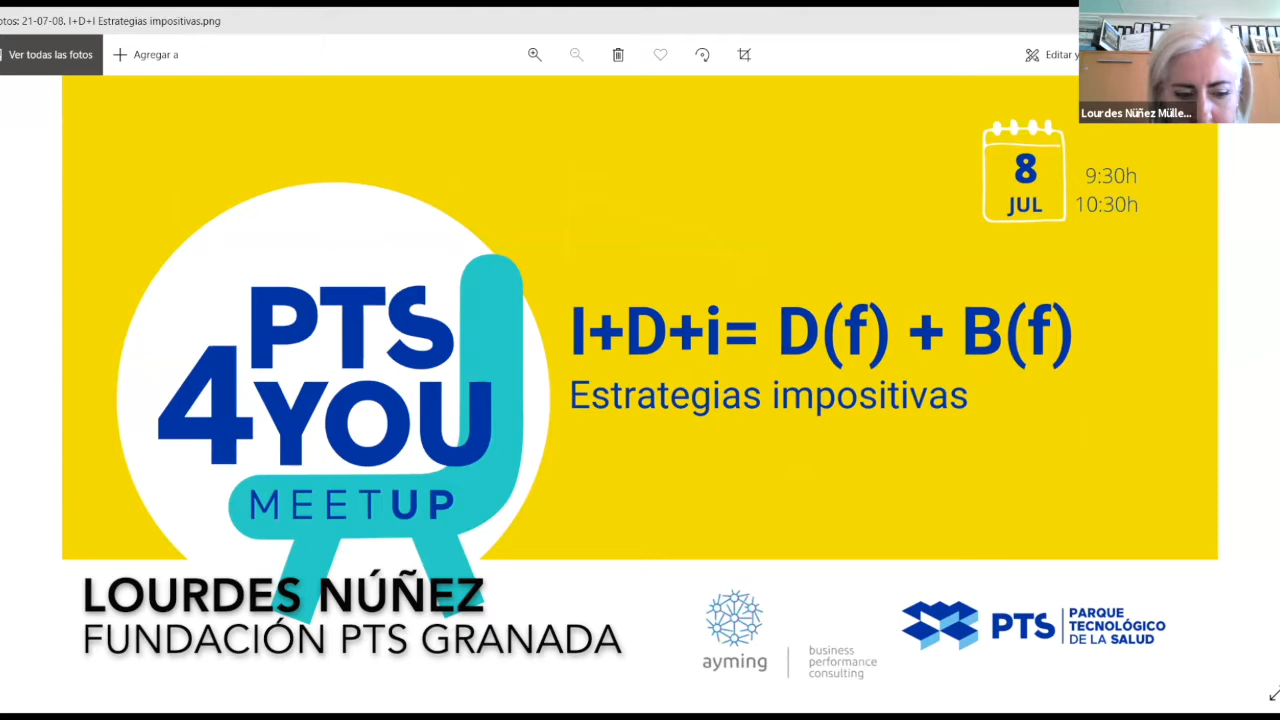 otos: 21-07-08. I+D+I Estrategias impositivas.png
Ver todas las fotos
Agregar a
Editar y
Lourdes Núñez Mülle...
8
JUL
9:30h
10:30h
PTS
4YOU
MEETUP
I+D+i= D(f) + B(f)
Estrategias impositivas
LOURDES NÚÑEZ
FUNDACIÓN PTS GRANADA
ayming
business
performance
consulting
PTS
PARQUE
TECNOLÓGICO
DE LA SALUD